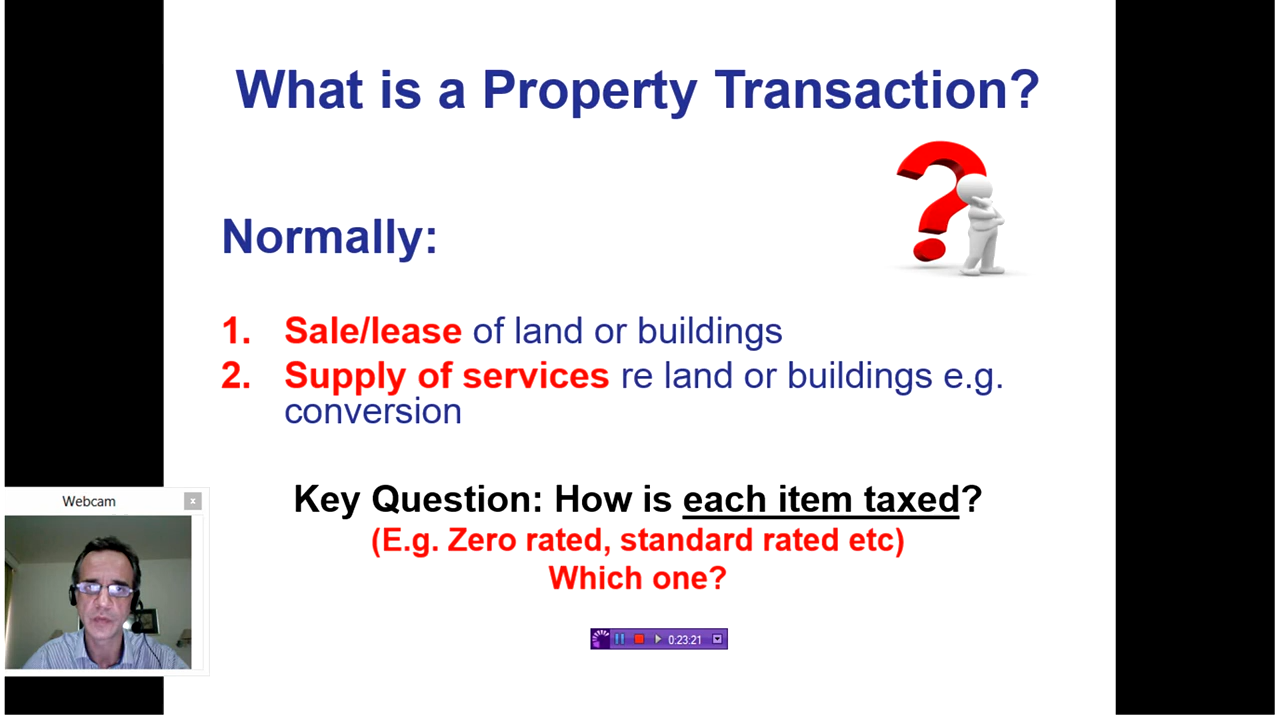 What is a Property Transaction?
Normally:
1. Sale/lease of land or buildings
2. Supply of services re land or buildings e.g.
conversion
Key Question: How is each item taxed?
(E.g. Zero rated, standard rated etc)
Which one?
Webcam
x
0:23:21